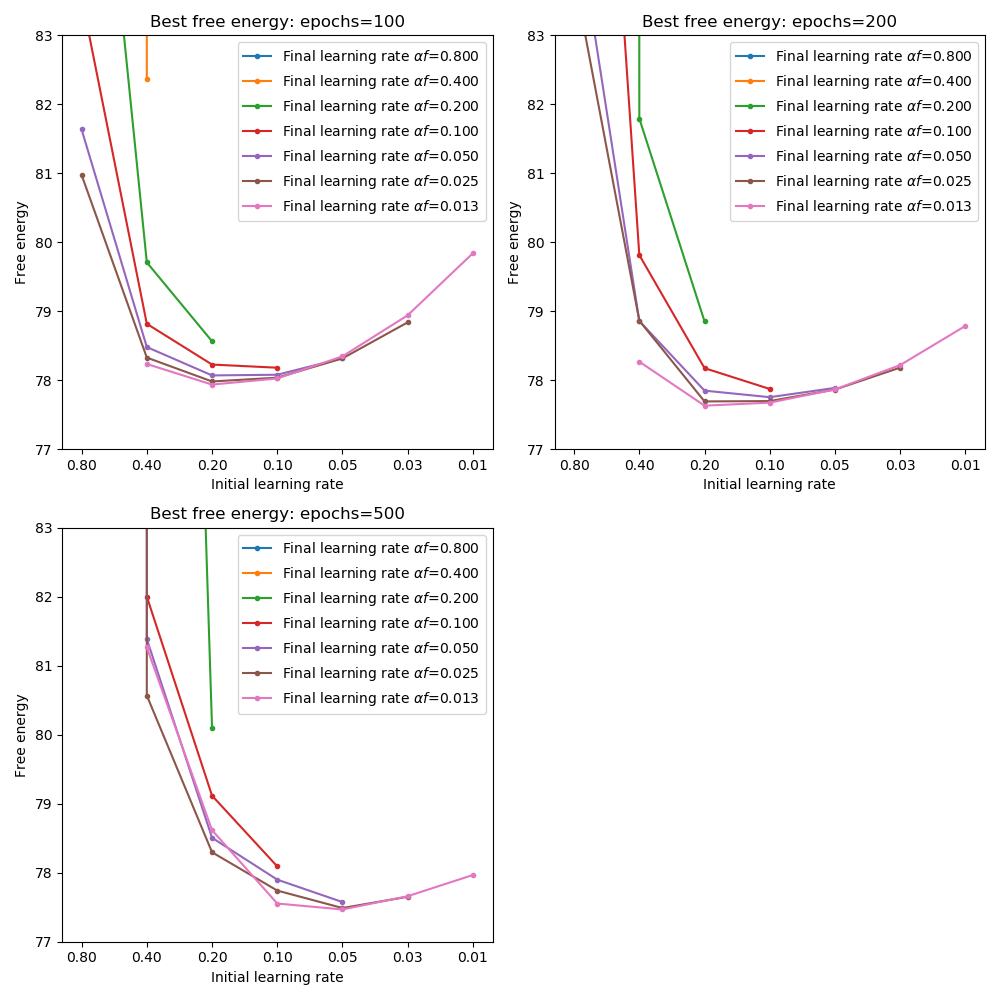 Best free energy: epochs=100
83
82
81
80
79
78
77
Free energy
Final learning rate αf=0.800
Final learning rate αf=0.400
Final learning rate αf=0.200
Final learning rate αf=0.100
Final learning rate αf=0.050
Final learning rate αf=0.025
Final learning rate αf=0.013
0.80 0.40 0.20 0.10 0.05 0.03 0.01
Initial learning rate
Best free energy: epochs=200
83
82
81
80
79
78
77
Free energy
Final learning rate αf=0.800
Final learning rate αf=0.400
Final learning rate αf=0.200
Final learning rate αf=0.100
Final learning rate αf=0.050
Final learning rate αf=0.025
Final learning rate αf=0.013
0.80 0.40 0.20 0.10 0.05 0.03 0.01
Initial learning rate
Best free energy: epochs=500
83
82
81
80
79
78
77
Free energy
Final learning rate αf=0.800
Final learning rate αf=0.400
Final learning rate αf=0.200
Final learning rate αf=0.100
Final learning rate αf=0.050
Final learning rate αf=0.025
Final learning rate αf=0.013
0.80 0.40 0.20 0.10 0.05 0.03 0.01
Initial learning rate